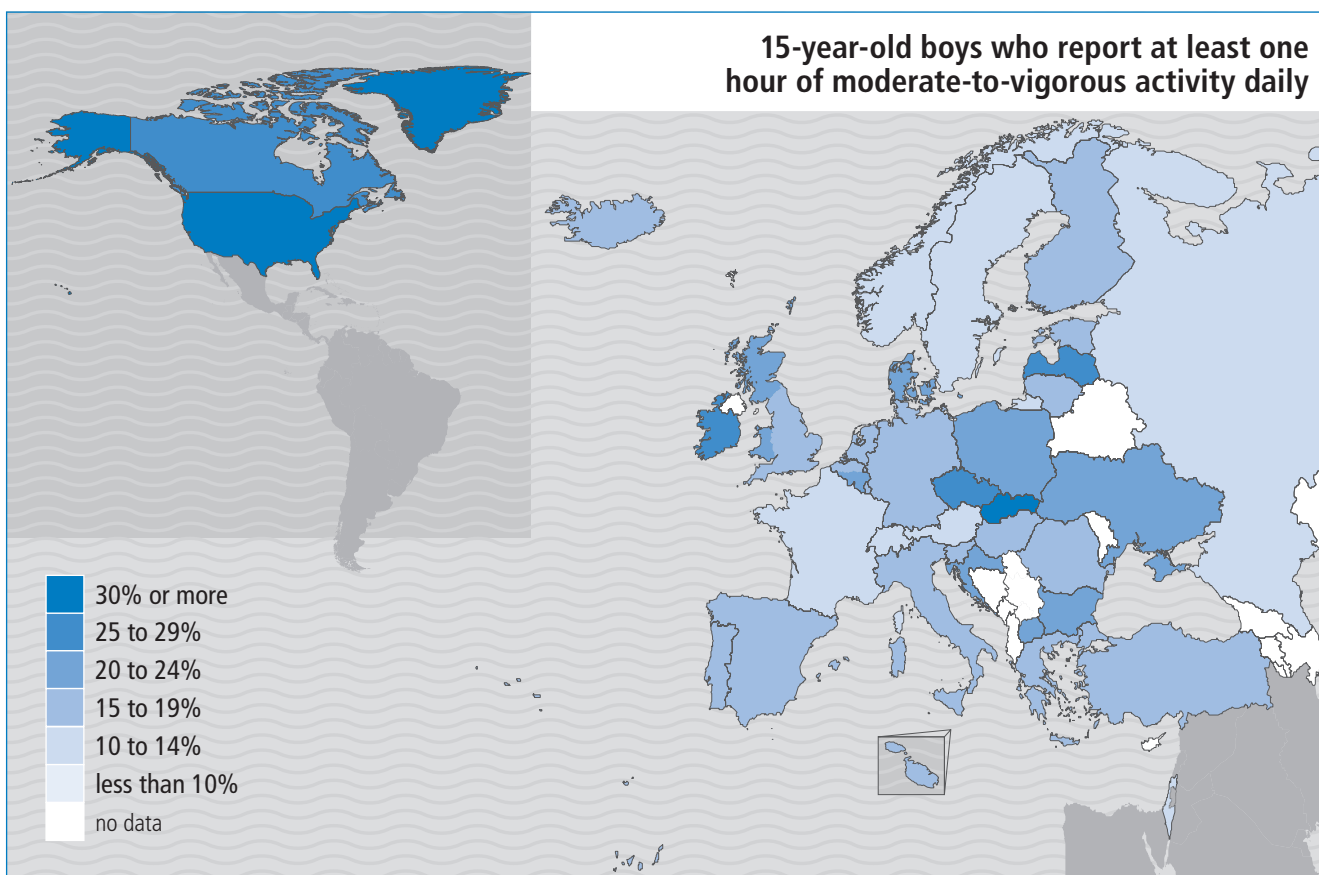 15-year-old boys who report at least one
hour of moderate-to-vigorous activity daily
30% or more
25 to 29%
20 to 24%
15 to 19%
10 to 14%
less than 10%
no data